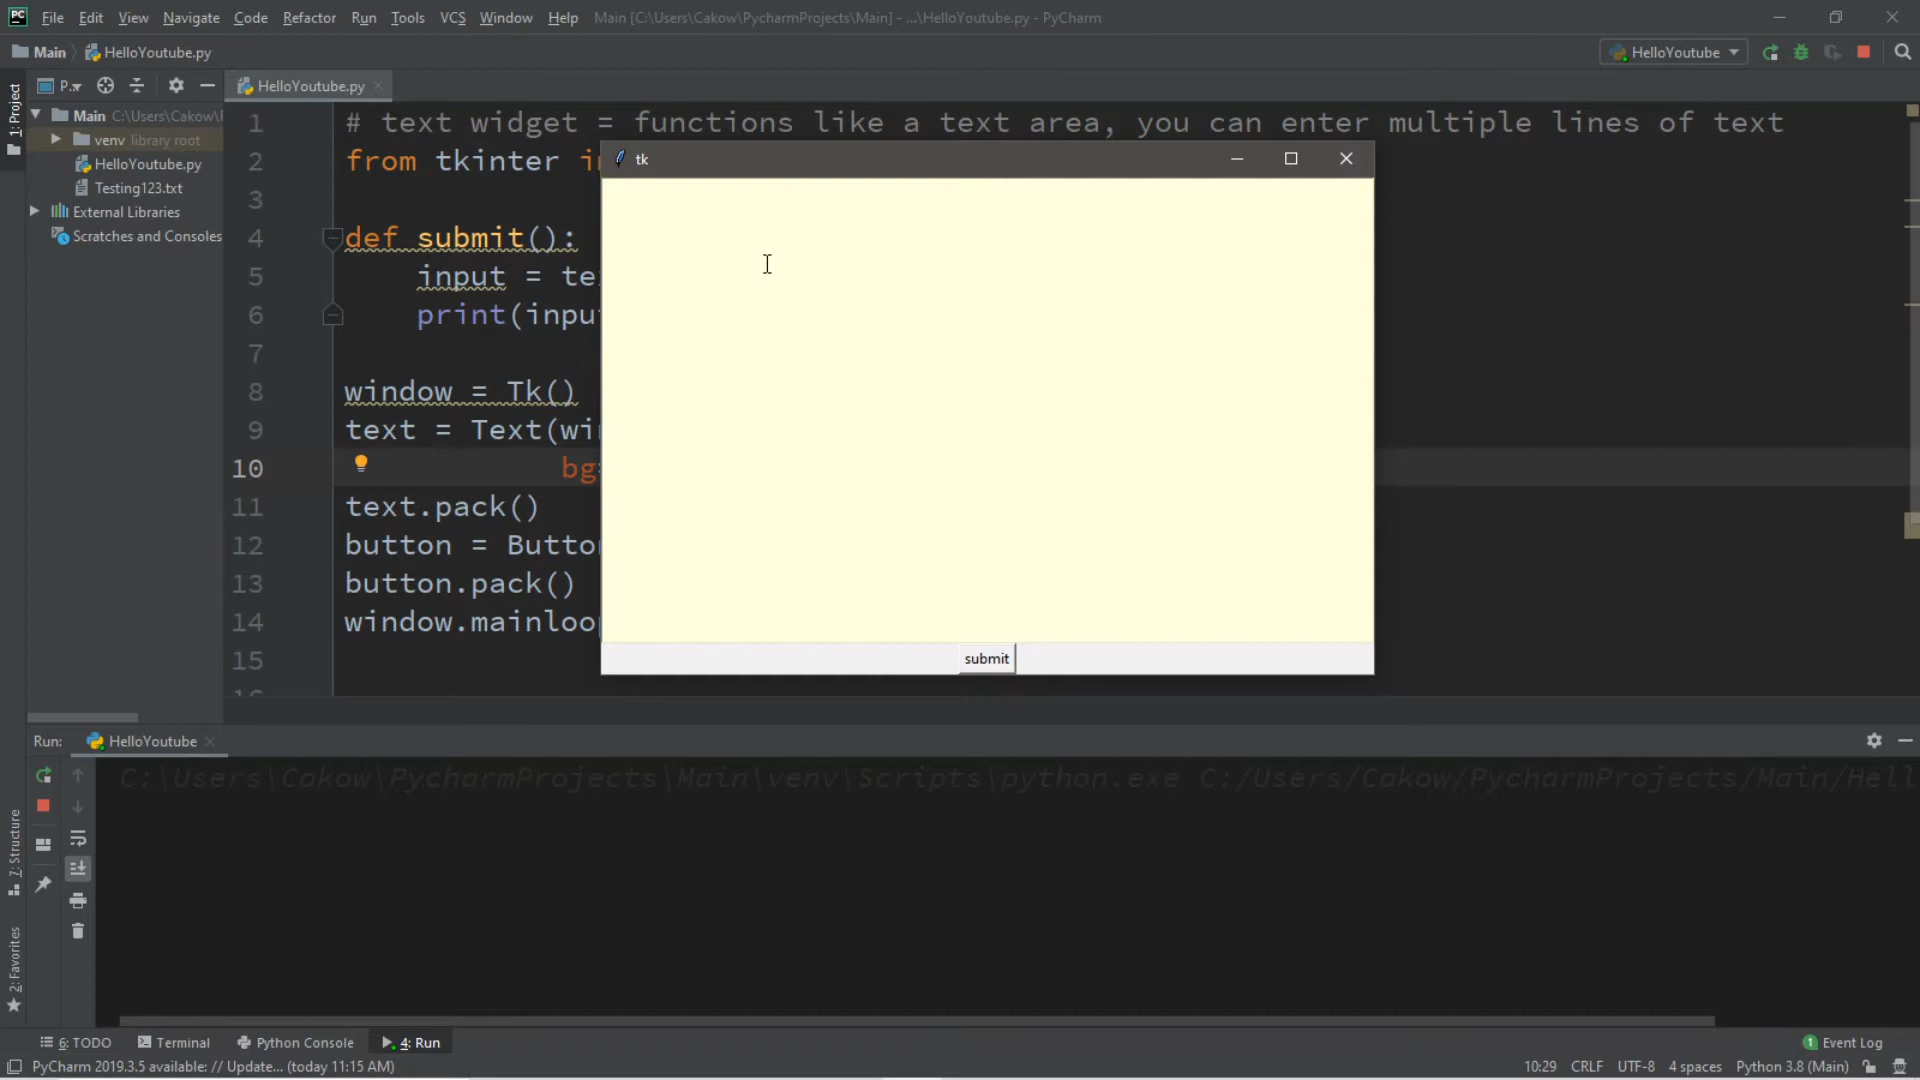 PC File Edit View Navigate Code Refactor Run Tools VCS Window Help Main [C:\Users\Cakow\PycharmProjects\Main] - ...\HelloYoutube.py - PyCharm
Main HelloYoutube.py HelloYoutube
P.. HelloYoutube.py
1: Project
Main C:\Users\Cakow\
venv library root
HelloYoutube.py
Testing123.txt
External Libraries
Scratches and Consoles
1 # text widget = functions like a text area, you can enter multiple lines of text
2 from tkinter
3
4 def submit():
5 input =
6 print(
7
8 window = Tk()
9 text = Text(
10 bg
11 text.pack()
12 button =
13 button.pack()
14
15
tk
submit
Run: HelloYoutube
C:\Users\Cakow\PycharmProjects\Main\venv\Scripts\python.exe C:/Users/Cakow/PycharmProjects/Main/Hell
7: Structure
2: Favorites
6: TODO Terminal Python Console 4: Run 1 Event Log
PyCharm 2019.3.5 available: // Update... (today 11:15 AM) 10:29 CRLF UTF-8 4 spaces Python 3.8 (Main)